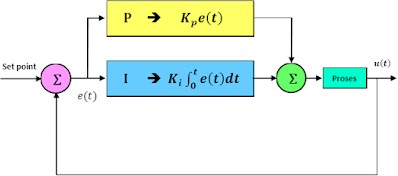 P ➔ K_p e(t)
Set point
Σ
I ➔ K_i ∫_0^t e(t)dt
Σ
Proses
u(t)
e(t)